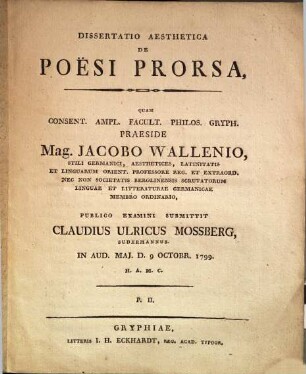 DISSERTATIO AESTHETICA
DE
POËSI PRORSA,
QUAM
CONSENT. AMPL. FACULT. PHILOS. GRYPH.
PRAESIDE
Mag. JACOBO WALLENIO,
STILI GERMANICI, AESTHETICES, LATINITATIS
ET LINGUARUM ORIENT. PROFESSORE REG. ET EXTRAORD.
NEC NON SOCIETATIS BEROLINENSIS SCRUTATORUM
LINGUAE ET LITTERATURAE GERMANICAE
MEMBRO ORDINARIO,
PUBLICO EXAMINI SUBMITTIT
CLAUDIUS ULRICUS MOSSBERG,
SUDERMANNUS.
IN AUD. MAJ. D. 9 OCTOBR. 1799.
H. A. M. C.
P. II.
GRYPHIAE,
LITTERIS I. H. ECKHARDT, REG. ACAD. TYPOGR.